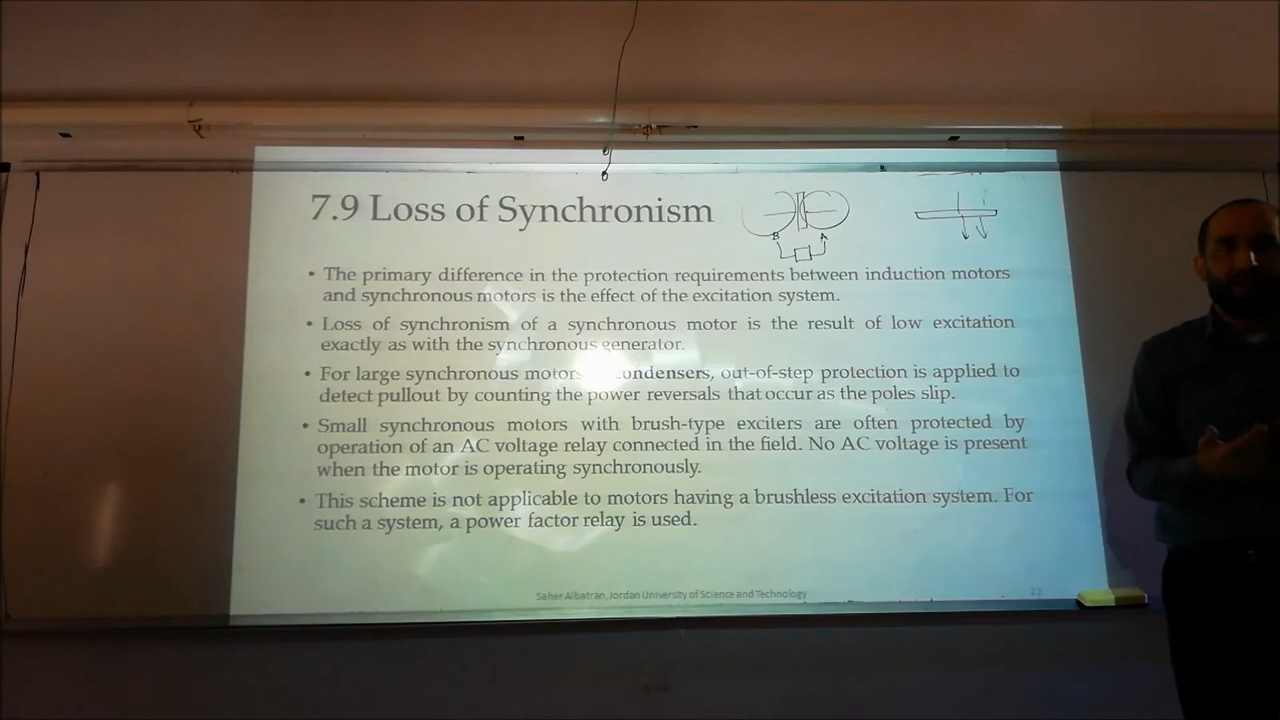 7.9 Loss of Synchronism
B A
• The primary difference in the protection requirements between induction motors
and synchronous motors is the effect of the excitation system.
• Loss of synchronism of a synchronous motor is the result of low excitation
exactly as with the synchronous generator.
• For large synchronous motors condensers, out-of-step protection is applied to
detect pullout by counting the power reversals that occur as the poles slip.
• Small synchronous motors with brush-type exciters are often protected by
operation of an AC voltage relay connected in the field. No AC voltage is present
when the motor is operating synchronously.
• This scheme is not applicable to motors having a brushless excitation system. For
such a system, a power factor relay is used.
Saher Albatran, Jordan University of Science and Technology 22